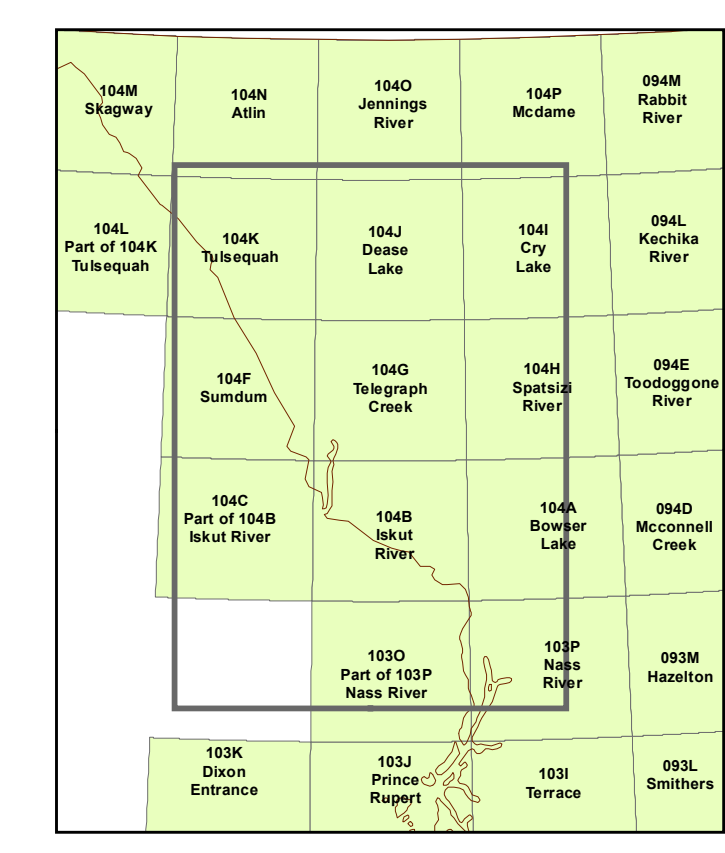 104M
Skagway
104N
Atlin
104O
Jennings
River
104P
Mcdame
094M
Rabbit
River
104L
Part of 104K
Tulsequah
104K
Tulsequah
104J
Dease
Lake
104I
Cry
Lake
094L
Kechika
River
104F
Sumdum
104G
Telegraph
Creek
104H
Spatsizi
River
094E
Toodoggone
River
104C
Part of 104B
Iskut River
104B
Iskut
River
104A
Bowser
Lake
094D
Mcconnell
Creek
103O
Part of 103P
Nass River
103P
Nass
River
093M
Hazelton
103K
Dixon
Entrance
103J
Prince
Rupert
103I
Terrace
093L
Smithers